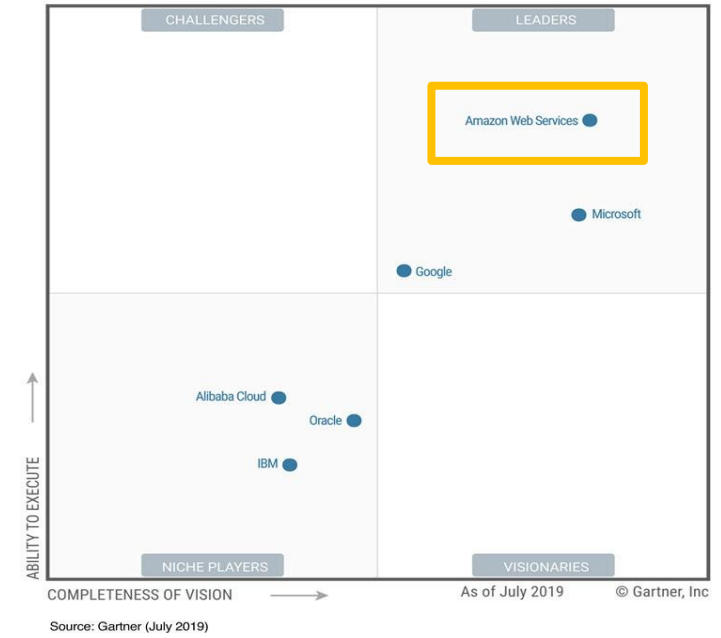 CHALLENGERS
LEADERS
Amazon Web Services
Microsoft
Google
Alibaba Cloud
Oracle
IBM
ABILITY TO EXECUTE
NICHE PLAYERS
VISIONARIES
COMPLETENESS OF VISION
As of July 2019
© Gartner, Inc
Source: Gartner (July 2019)